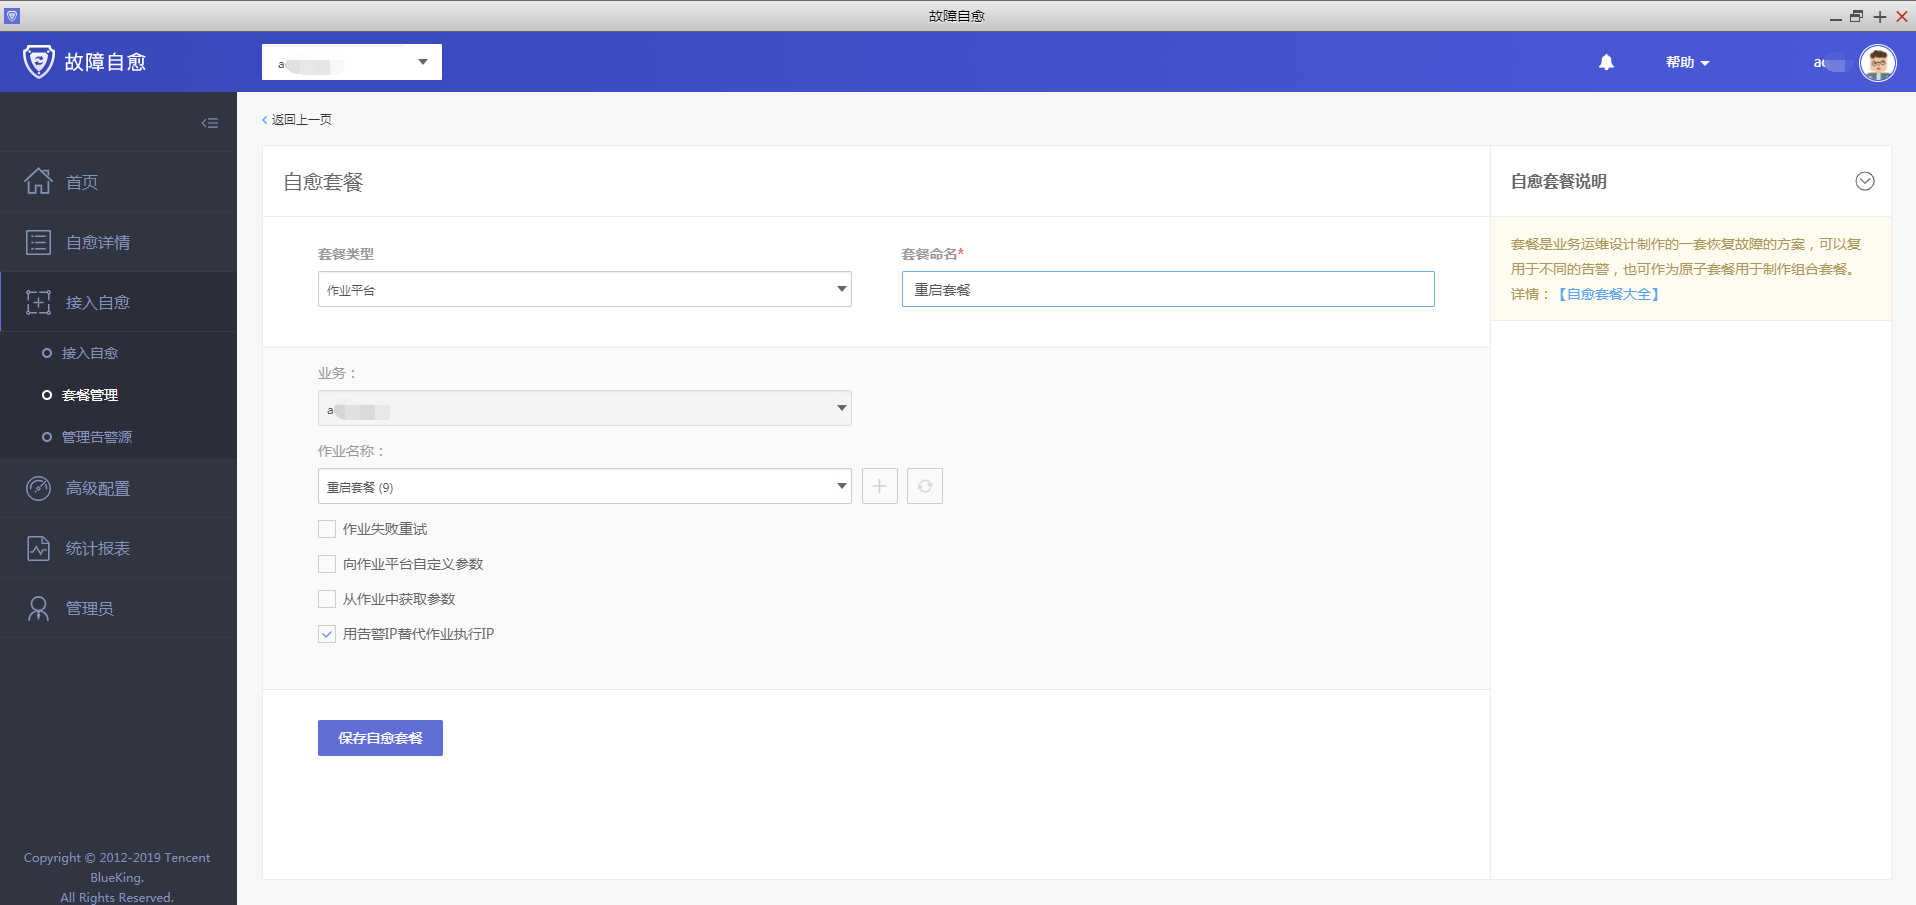 故障自愈
故障自愈
帮助
返回上一页
首页
自愈详情
接入自愈
接入自愈
套餐管理
管理告警源
高级配置
统计报表
管理员
Copyright © 2012-2019 Tencent
BlueKing.
All Rights Reserved.
自愈套餐
套餐类型
作业平台
套餐命名*
重启套餐
业务：
作业名称：
重启套餐 (9)
作业失败重试
向作业平台自定义参数
从作业中获取参数
用告警IP替代作业执行IP
保存自愈套餐
自愈套餐说明
套餐是业务运维设计制作的一套恢复故障的方案，可以复
用于不同的告警，也可作为原子套餐用于制作组合套餐。
详情：【自愈套餐大全】